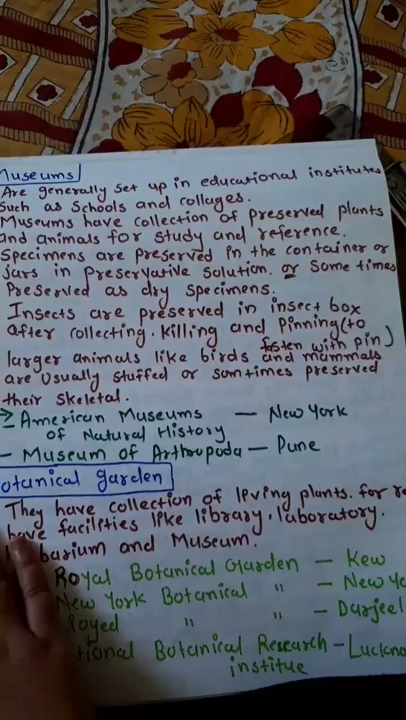 Museums
Are generally set up in educational institutes
Such as Schools and collages.
Museums have collection of preserved plants
and animals for study and reference.
Specimens are preserved in the container or
jars in preservative solution. or Some times
Preserved as dry specimens.
Insects are preserved in insect box
After collecting. Killing and Pinning (to
fasten with pin)
larger animals like birds and mammals
are usually stuffed or somtimes preserved
their skeletal.
American Museums — New York
of Natural History
– Museum of Arthopoda — Pune
otanical garden
They have collection of leving plants. for re
have facilities like library. laboratory.
barium and Museum.
Royal Botanical Garden — Kew
New York Botanical " — New Yo
loyed " — Darjeel
tional Botanical Research – Luckno
institue